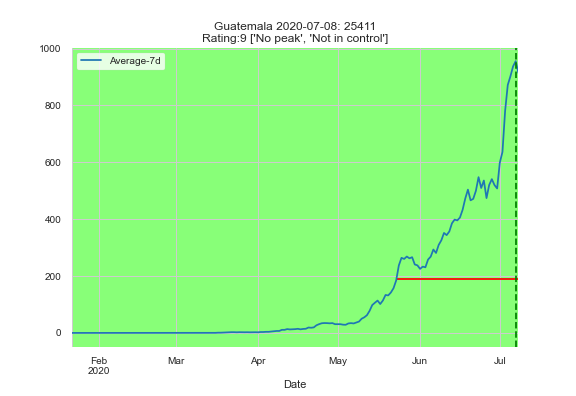 Guatemala 2020-07-08: 25411
Rating:9 ['No peak', 'Not in control']
Average-7d
1000
800
600
400
200
0
Feb Mar Apr May Jun Jul
2020
Date